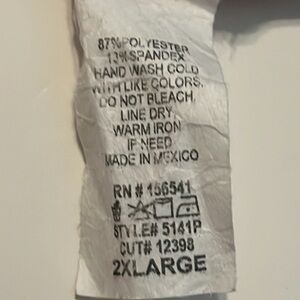 87% POLYESTER
13% SPANDEX
HAND WASH COLD
WITH LIKE COLORS.
DO NOT BLEACH,
LINE DRY,
WARM IRON
IF NEED
MADE IN MEXICO
RN # 156541
STYLE# 5141P
CUT# 12398
2XLARGE